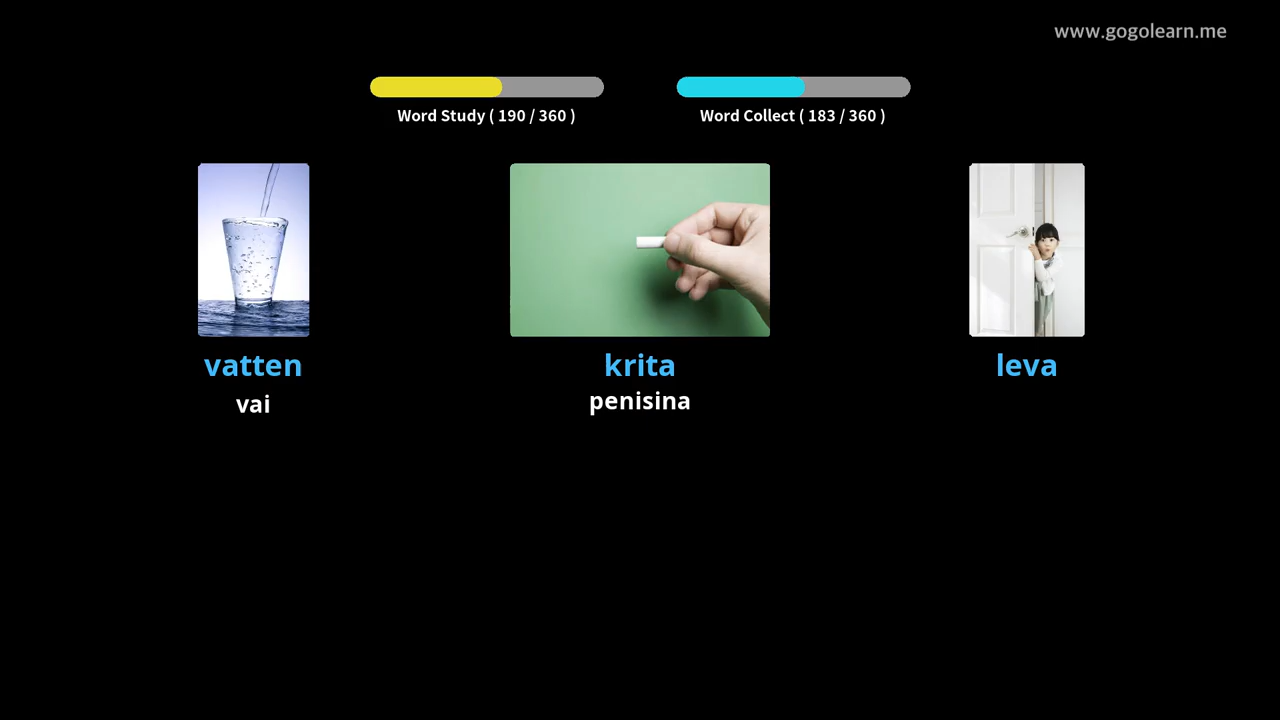 www.gogolearn.me
Word Study ( 190 / 360 )
Word Collect ( 183 / 360 )
vatten
krita
leva
vai
penisina